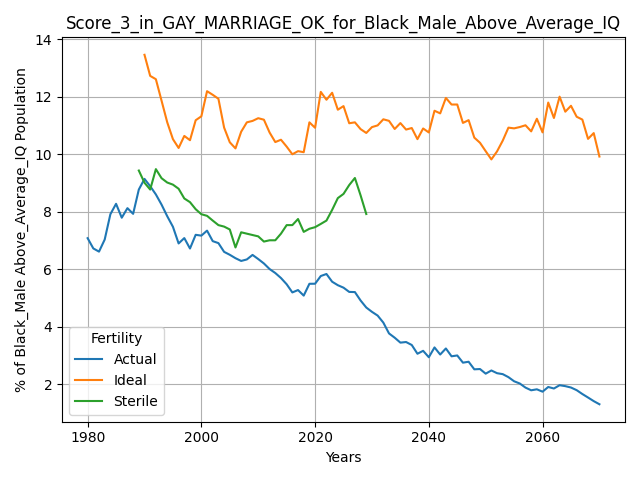 Score_3_in_GAY_MARRIAGE_OK_for_Black_Male_Above_Average_IQ
% of Black_Male Above_Average_IQ Population
14
12
10
8
6
4
2
Fertility
Actual
Ideal
Sterile
1980
2000
2020
2040
2060
Years